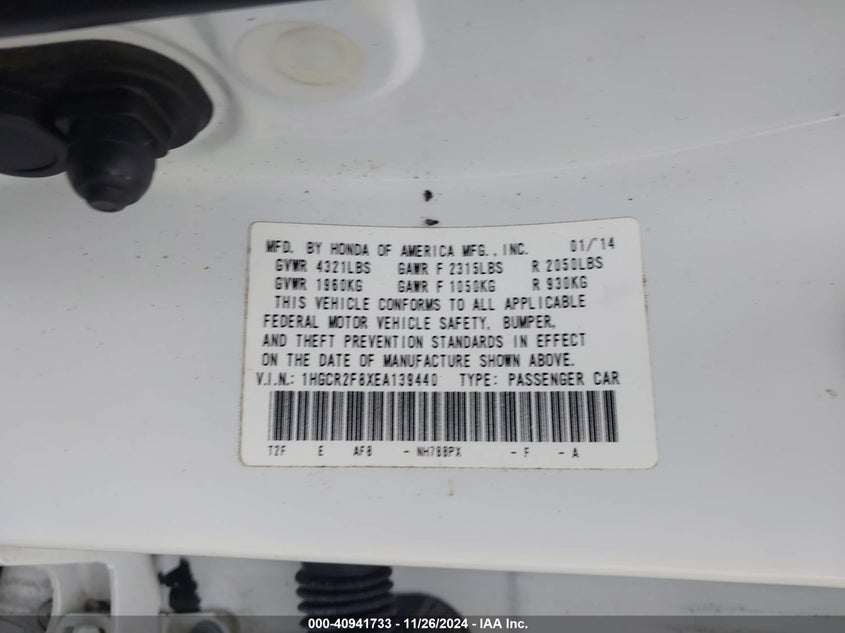 MFD. BY HONDA OF AMERICA MFG., INC. 01/14
GVWR 4321LBS GAWR F 2315LBS R 2050LBS
GVWR 1960KG GAWR F 1050KG R 930KG
THIS VEHICLE CONFORMS TO ALL APPLICABLE
FEDERAL MOTOR VEHICLE SAFETY, BUMPER,
AND THEFT PREVENTION STANDARDS IN EFFECT
ON THE DATE OF MANUFACTURE SHOWN ABOVE.
V.I.N.: 1HGCR2F8XEA139440 TYPE: PASSENGER CAR
T2F E AF8 - NH788PX - F - A
000-40941733 - 11/26/2024 - IAA Inc.